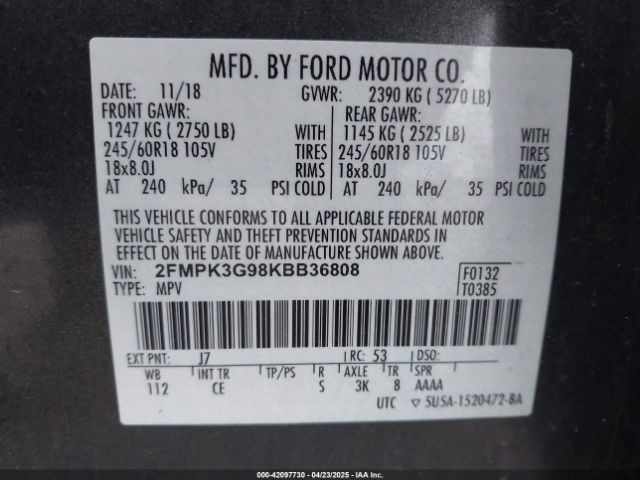 MFD. BY FORD MOTOR CO.
DATE: 11/18 GVWR: 2390 KG ( 5270 LB)
FRONT GAWR: REAR GAWR:
1247 KG ( 2750 LB) WITH 1145 KG ( 2525 LB) WITH
245/60R18 105V TIRES 245/60R18 105V TIRES
18x8.0J RIMS 18x8.0J RIMS
AT 240 kPa/ 35 PSI COLD AT 240 kPa/ 35 PSI COLD
THIS VEHICLE CONFORMS TO ALL APPLICABLE FEDERAL MOTOR
VEHICLE SAFETY AND THEFT PREVENTION STANDARDS IN
EFFECT ON THE DATE OF MANUFACTURE SHOWN ABOVE.
VIN: 2FMPK3G98KBB36808 F0132
TYPE: MPV T0385
EXT PNT: J7 RC: 53 DSO:
WB INT TR TP/PS R AXLE TR SPR
112 CE S 3K 8 AAAA
UTC ▽ 5U5A-1520472-BA
000-42097730 - 04/23/2025 - IAAI.COM